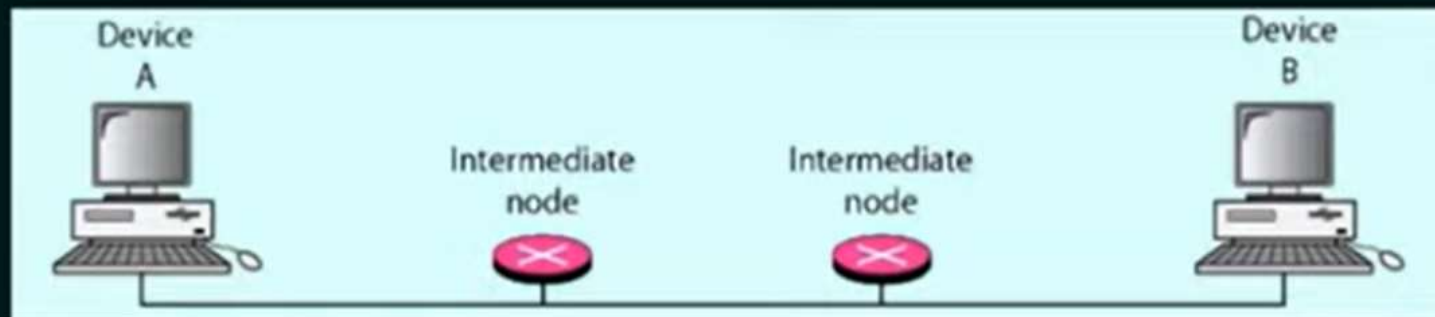 Device
A
Device
B
Intermediate
node
Intermediate
node